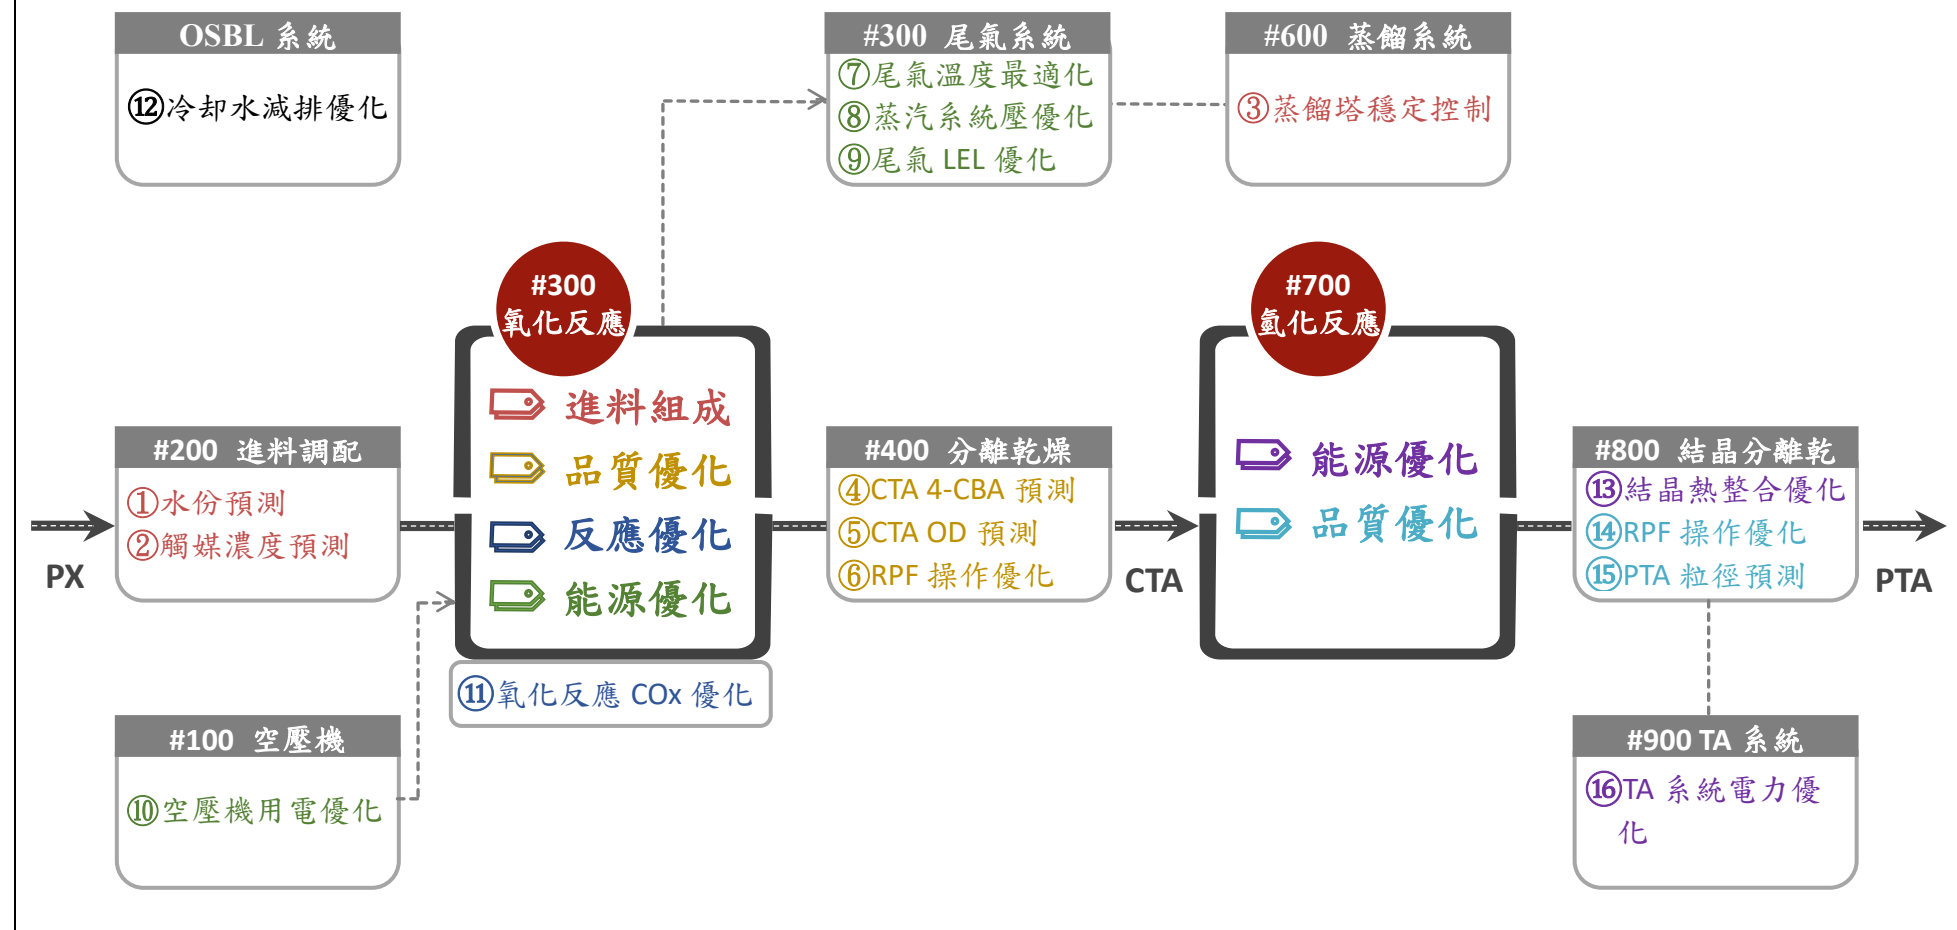 OSBL 系統
⑫冷却水減排優化
#300 尾氣系統
⑦尾氣溫度最適化
⑧蒸汽系統壓優化
⑨尾氣 LEL 優化
#600 蒸餾系統
③蒸餾塔穩定控制
#300
氧化反應
進料組成
品質優化
反應優化
能源優化
⑪氧化反應 COx 優化
#700
氫化反應
能源優化
品質優化
PX
#200 進料調配
①水份預測
②觸媒濃度預測
#400 分離乾燥
④CTA 4-CBA 預測
⑤CTA OD 預測
⑥RPF 操作優化
CTA
#800 結晶分離乾
⑬結晶熱整合優化
⑭RPF 操作優化
⑮PTA 粒徑預測
PTA
#100 空壓機
⑩空壓機用電優化
#900 TA 系統
⑯TA 系統電力優
化